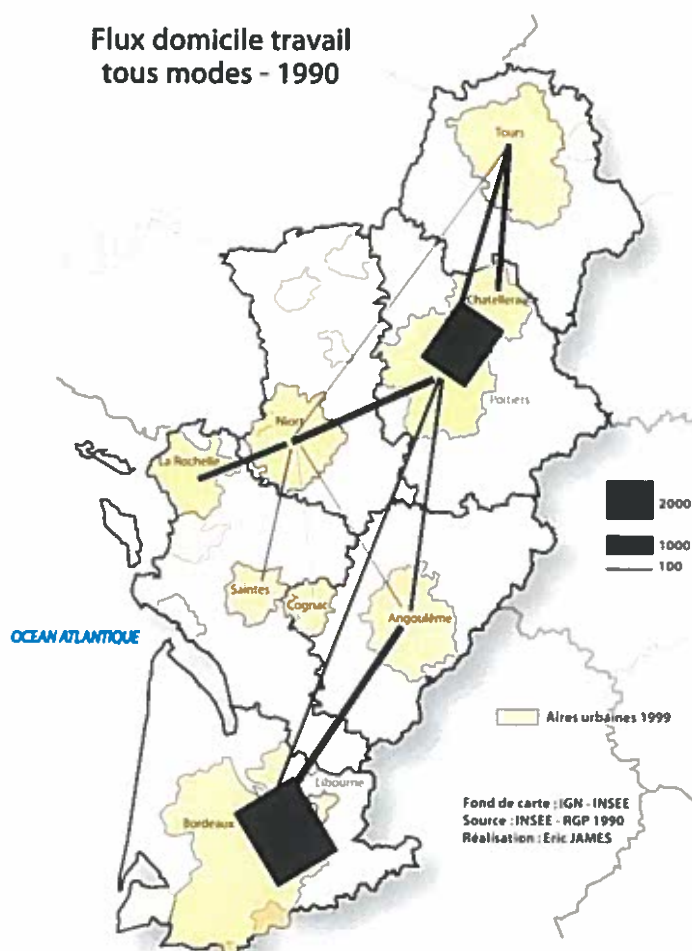 Flux domicile travail
tous modes - 1990
Tours
Chatellerau
Poitiers
Niort
La Rochelle
2000
1000
100
Saintes
Cognac
Angoulême
OCEAN ATLANTIQUE
Aires urbaines 1999
Libourne
Bordeaux
Fond de carte : IGN - INSEE
Source : INSEE - RGP 1990
Réalisation : Eric JAMES